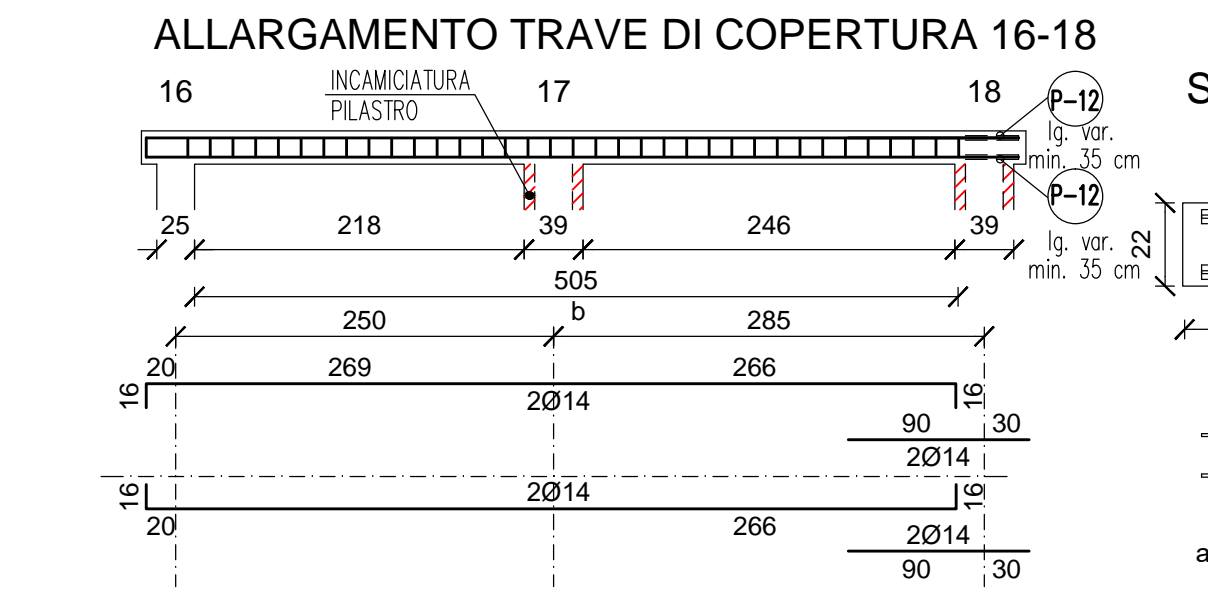 ALLARGAMENTO TRAVE DI COPERTURA 16-18
16
INCAMICIATURA
PILASTRO
17
18
S
P-12
lg. var.
min. 35 cm
P-12
lg. var.
min. 35 cm
25
218
39
246
39
22
505
b
250
285
20
269
266
16
2Ø14
16
90
30
2Ø14
16
2Ø14
16
20
266
2Ø14
90
30
a